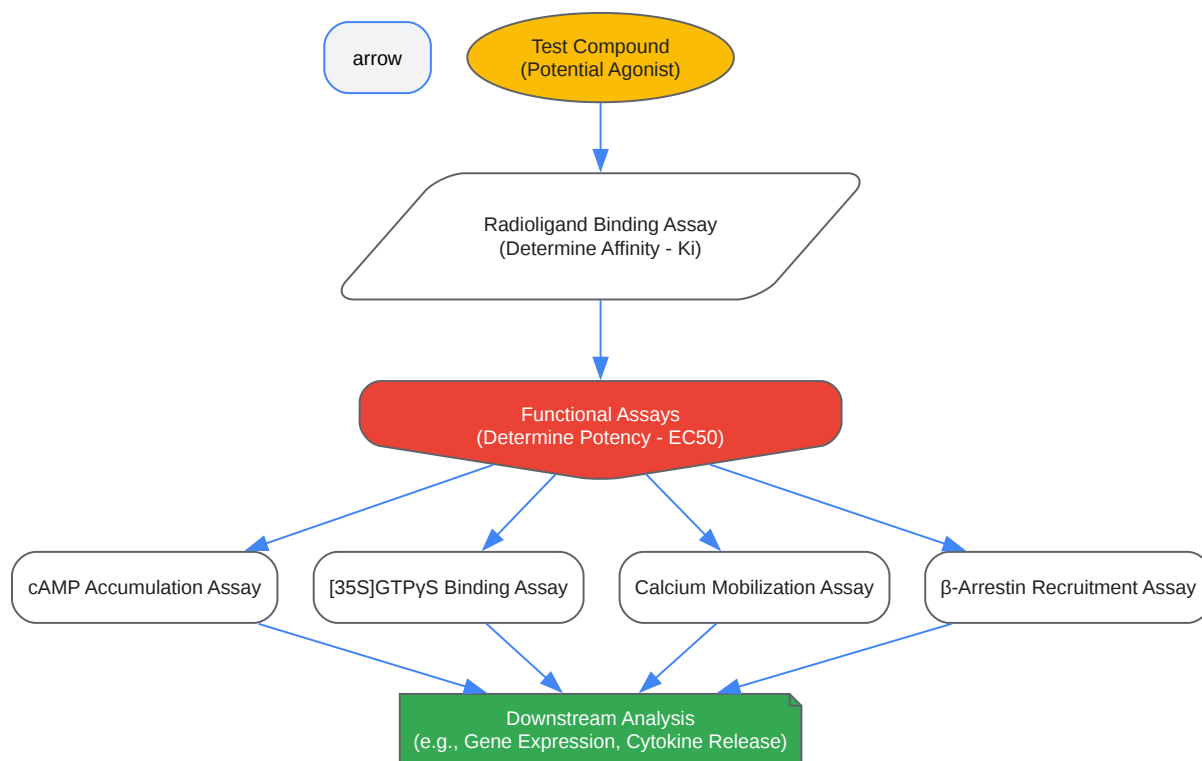 arrow
Test Compound
(Potential Agonist)
Radioligand Binding Assay
(Determine Affinity - Ki)
Functional Assays
(Determine Potency - EC50)
cAMP Accumulation Assay
[35S]GTPγS Binding Assay
Calcium Mobilization Assay
β-Arrestin Recruitment Assay
Downstream Analysis
(e.g., Gene Expression, Cytokine Release)